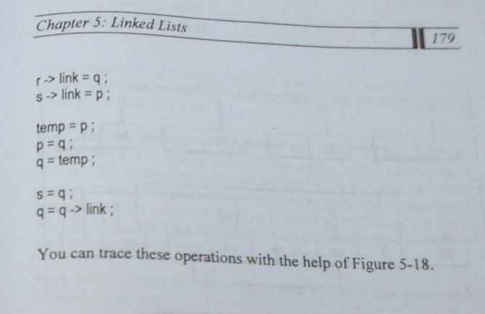 Chapter 5: Linked Lists
179
r -> link = q ;
s -> link = p ;
temp = p ;
p = q ;
q = temp ;
s = q ;
q = q -> link ;
You can trace these operations with the help of Figure 5-18.